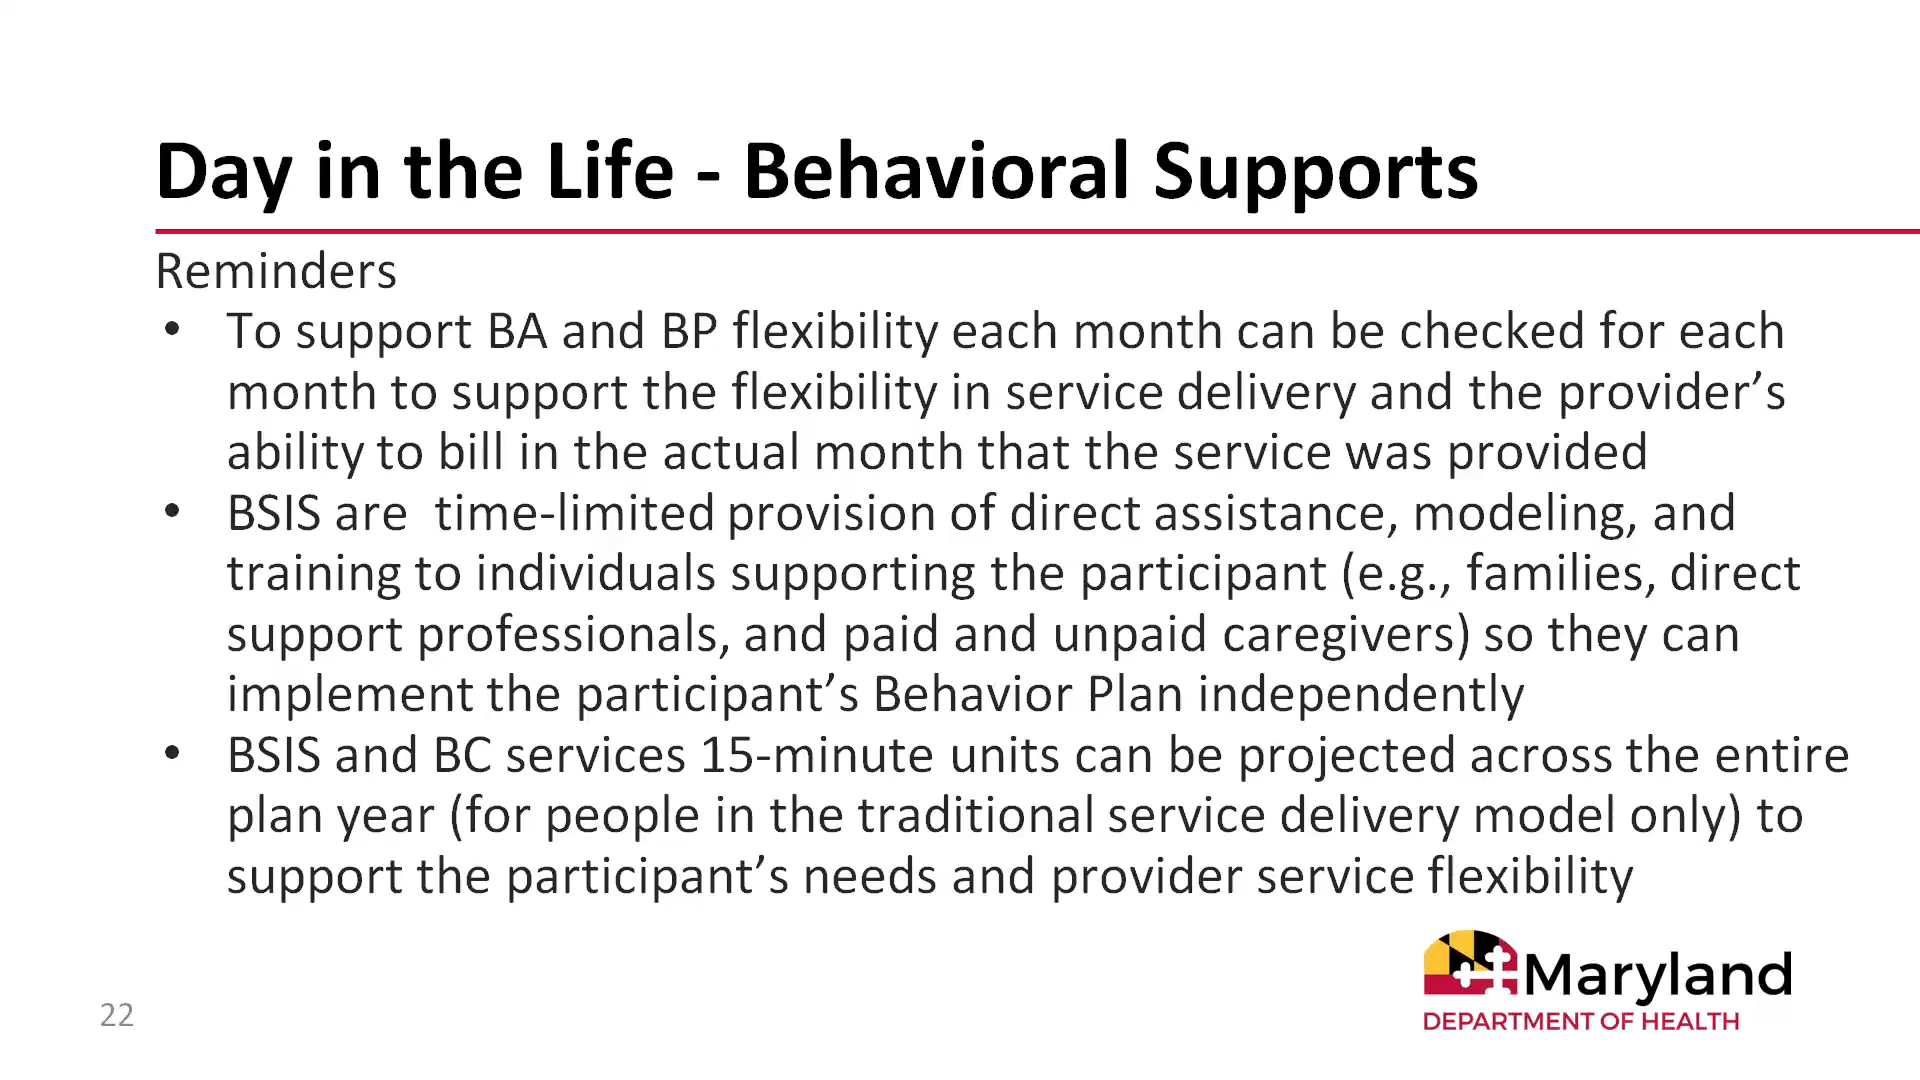 Day in the Life - Behavioral Supports
Reminders
• To support BA and BP flexibility each month can be checked for each
month to support the flexibility in service delivery and the provider’s
ability to bill in the actual month that the service was provided
• BSIS are  time-limited provision of direct assistance, modeling, and
training to individuals supporting the participant (e.g., families, direct
support professionals, and paid and unpaid caregivers) so they can
implement the participant’s Behavior Plan independently
• BSIS and BC services 15-minute units can be projected across the entire
plan year (for people in the traditional service delivery model only) to
support the participant’s needs and provider service flexibility
Maryland
DEPARTMENT OF HEALTH
22